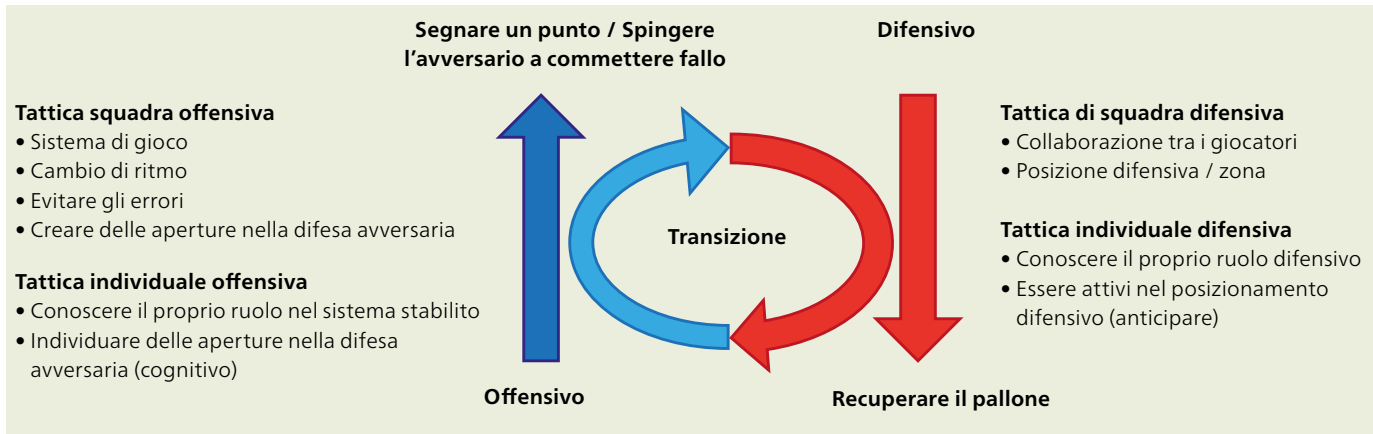 Segnare un punto / Spingere
l'avversario a commettere fallo
Difensivo
Tattica squadra offensiva
• Sistema di gioco
• Cambio di ritmo
• Evitare gli errori
• Creare delle aperture nella difesa avversaria
Tattica individuale offensiva
• Conoscere il proprio ruolo nel sistema stabilito
• Individuare delle aperture nella difesa
avversaria (cognitivo)
Offensivo
Transizione
Tattica di squadra difensiva
• Collaborazione tra i giocatori
• Posizione difensiva / zona
Tattica individuale difensiva
• Conoscere il proprio ruolo difensivo
• Essere attivi nel posizionamento
difensivo (anticipare)
Recuperare il pallone